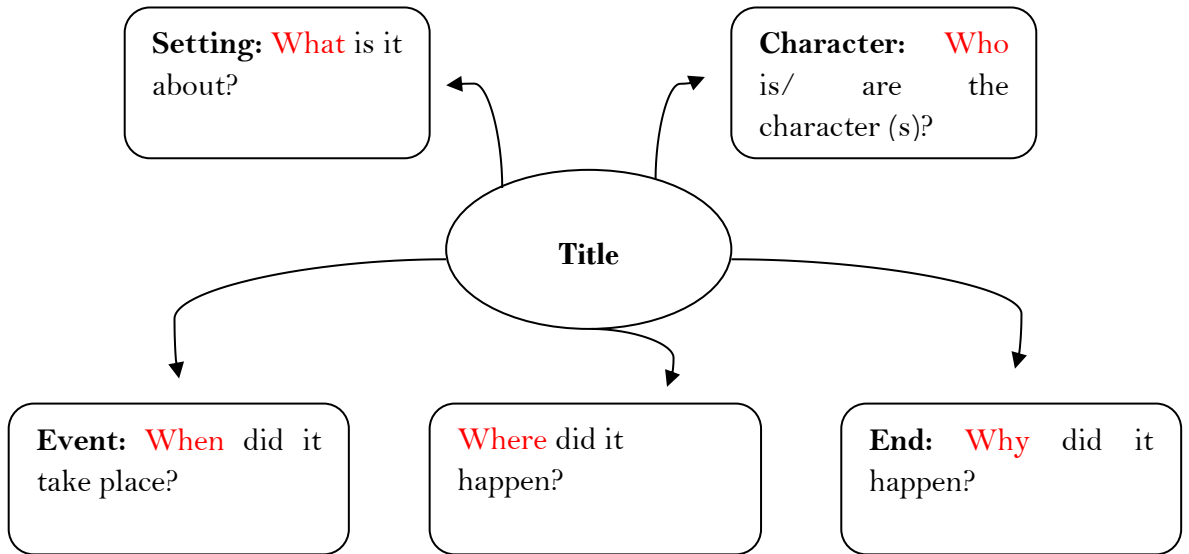 Setting: What is it
about?
Character: Who
is/ are the
character (s)?
Title
Event: When did it
take place?
Where did it
happen?
End: Why did it
happen?